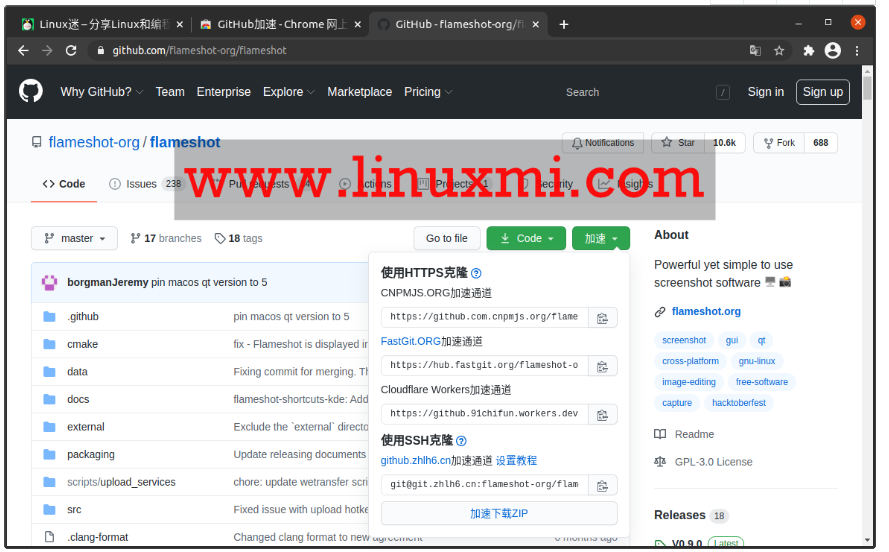 Linux迷 – 分享Linux和编程
GitHub加速 - Chrome 网上
GitHub - flameshot-org/fl
github.com/flameshot-org/flameshot
Why GitHub? Team Enterprise Explore Marketplace Pricing Search / Sign in Sign up
flameshot-org / flameshot
Notifications Star 10.6k Fork 688
www.linuxmi.com
Code Issues 238 Pull requests Actions Projects 1 Security Insights
master 17 branches 18 tags Go to file Code 加速
About
Powerful yet simple to use
screenshot software
flameshot.org
screenshot gui qt
cross-platform gnu-linux
image-editing free-software
capture hacktoberfest
Readme
GPL-3.0 License
Releases 18
V0.9.0 Latest
borgmanJeremy pin macos qt version to 5
.github pin macos qt version to 5
cmake fix - Flameshot is displayed in
data Fixing commit for merging. Th
docs flameshot-shortcuts-kde: Add
external Exclude the `external` directo
packaging Update releasing documents
scripts/upload_services chore: update wetransfer scri
src Fixed issue with upload hotke
.clang-format Changed clang format to new agreement 6 months ago
使用HTTPS克隆
CNPMJS.ORG加速通道
https://github.com.cnpmjs.org/flame
FastGit.ORG加速通道
https://hub.fastgit.org/flameshot-o
Cloudflare Workers加速通道
https://github.91chifun.workers.dev
使用SSH克隆
github.zhlh6.cn加速通道 设置教程
git@git.zhlh6.cn:flameshot-org/flam
加速下载ZIP